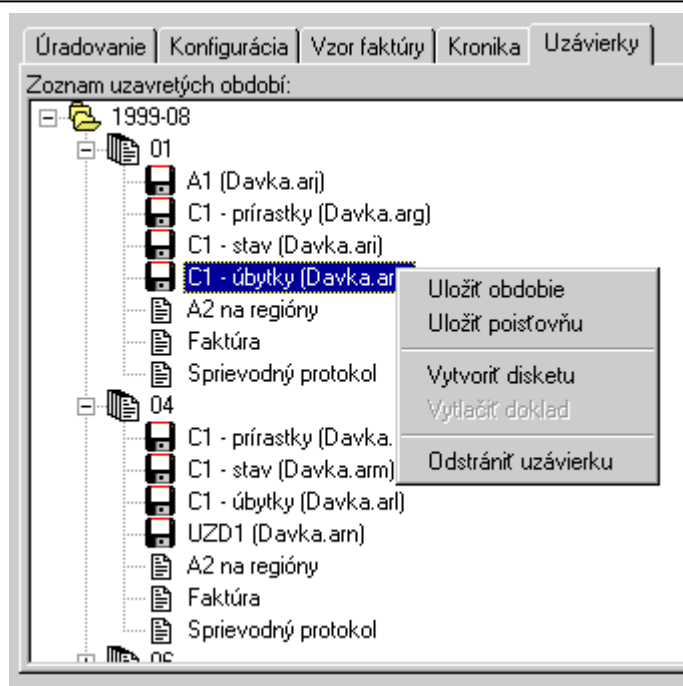 Úradovanie Konfigurácia Vzor faktúry Kronika Uzávierky
Zoznam uzavretých období:
1999-08
01
A1 (Davka.arj)
C1 - prírastky (Davka.arg)
C1 - stav (Davka.ari)
C1 - úbytky (Davka.ar
A2 na regióny
Faktúra
Sprievodný protokol
04
C1 - prírastky (Davka.
C1 - stav (Davka.arm)
C1 - úbytky (Davka.arl)
UZD1 (Davka.arn)
A2 na regióny
Faktúra
Sprievodný protokol
Uložiť obdobie
Uložiť poisťovňu
Vytvoriť disketu
Vytlačiť doklad
Odstrániť uzávierku